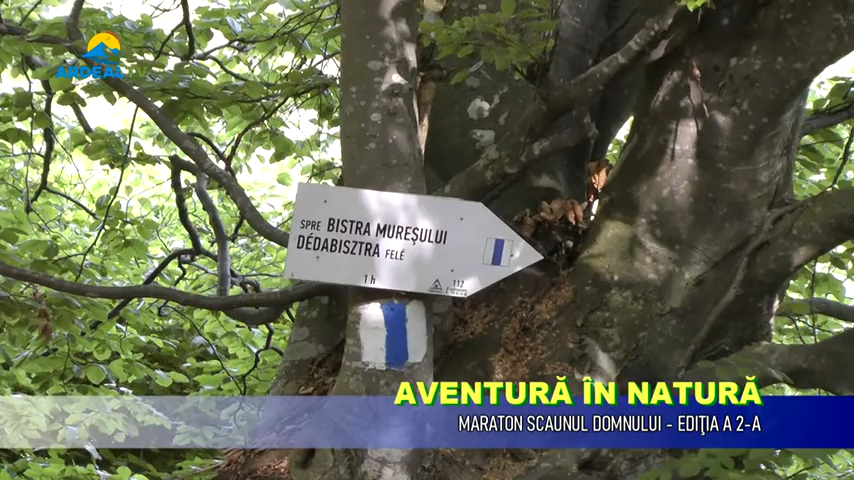 ARDEAL
SPRE BISTRA MUREŞULUI
DÉDABISZTRA FELÉ
1 h
112
AVENTURĂ ÎN NATURĂ
MARATON SCAUNUL DOMNULUI - EDIŢIA A 2-A